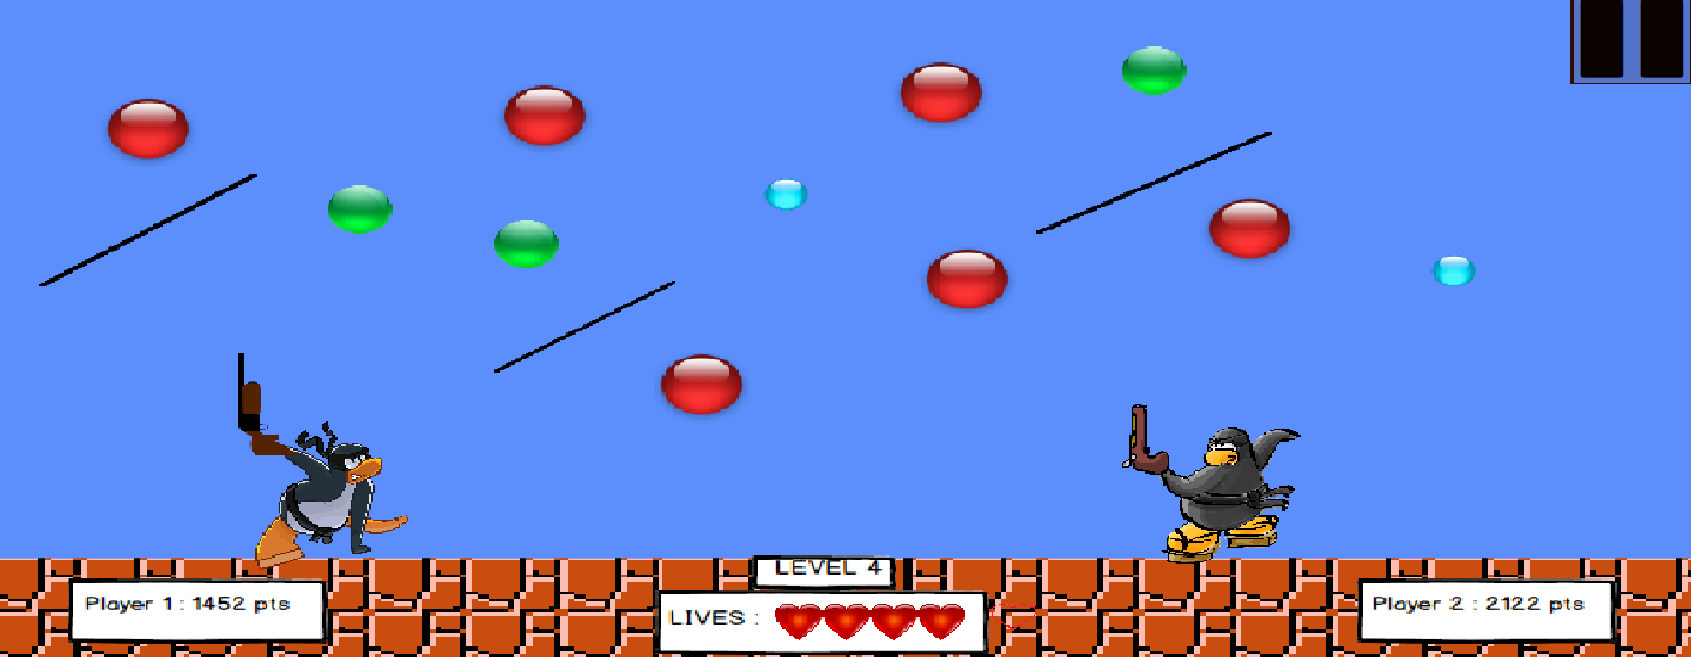 LEVEL 4
Player 1 : 1452 pts
LIVES :
Player 2 : 2122 pts